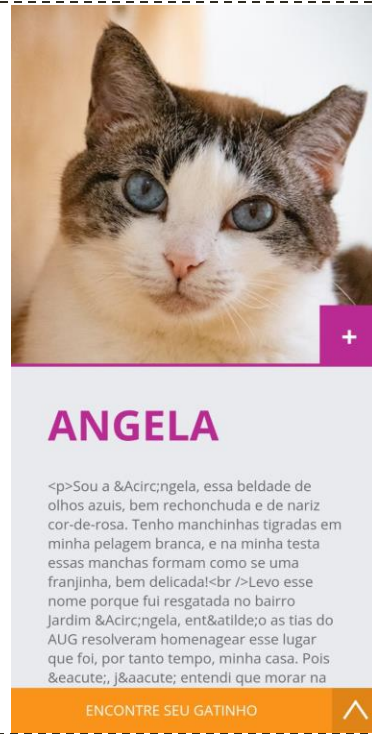 +
ANGELA
<p>Sou a &Acirc;ngela, essa beldade de
olhos azuis, bem rechonchuda e de nariz
cor-de-rosa. Tenho manchinhas tigradas em
minha pelagem branca, e na minha testa
essas manchas formam como se uma
franjinha, bem delicada!<br />Levo esse
nome porque fui resgatada no bairro
Jardim &Acirc;ngela, ent&atilde;o as tias do
AUG resolveram homenagear esse lugar
que foi, por tanto tempo, minha casa. Pois
&eacute;, j&aacute; entendi que morar na
ENCONTRE SEU GATINHO